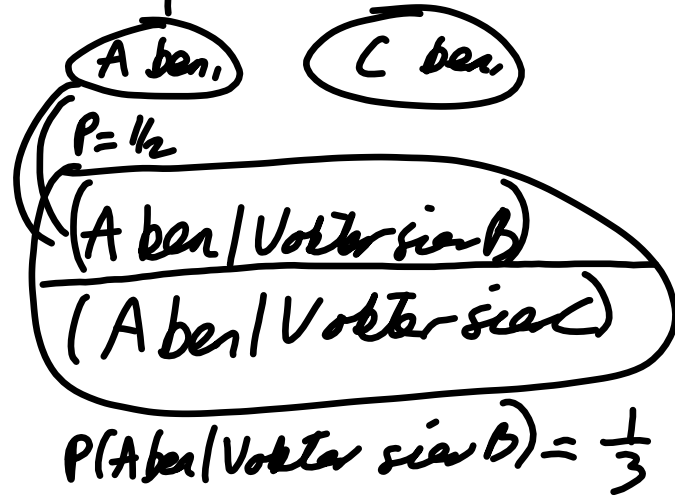 A ben, C ben,
P = 1/2
(A ben | Vokter sier B)
(A ben | Vokter sier C)
P(A ben | Vokter sier B) = 1/3